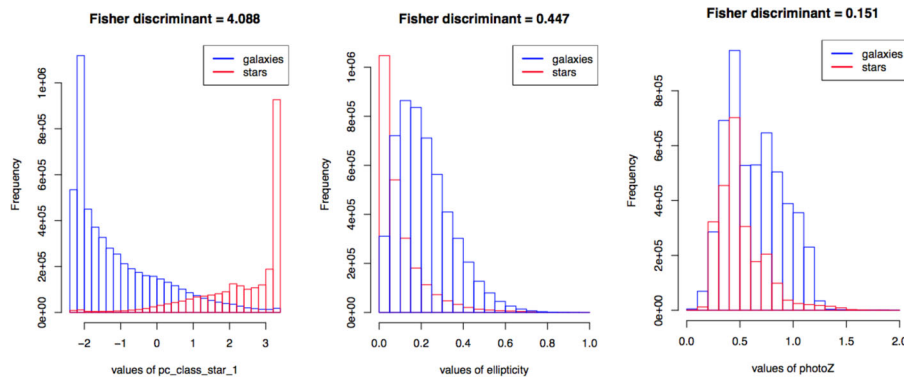 Fisher discriminant = 4.088
galaxies
stars
Frequency
0e+00 2e+05 4e+05 6e+05 8e+05 1e+06
−2 −1 0 1 2 3
values of pc_class_star_1
Fisher discriminant = 0.447
galaxies
stars
Frequency
0e+00 2e+05 4e+05 6e+05 8e+05 1e+06
0.0 0.2 0.4 0.6 0.8 1.0
values of ellipticity
Fisher discriminant = 0.151
galaxies
stars
Frequency
0e+00 2e+05 4e+05 6e+05 8e+05
0.0 0.5 1.0 1.5 2.0
values of photoZ